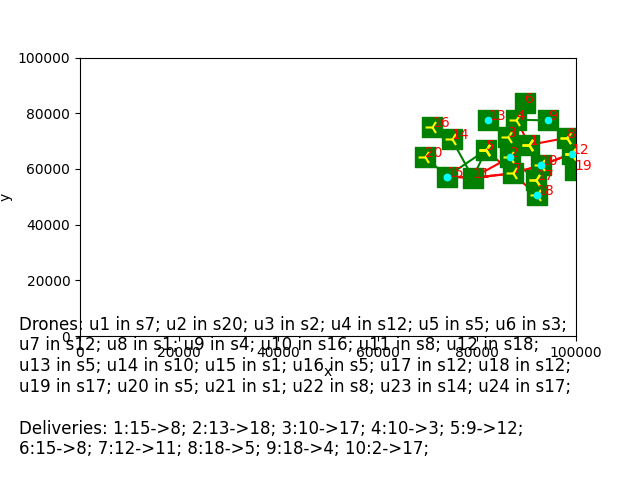 100000
80000
60000
40000
20000
0
y
0 20000 40000 60000 80000 100000
x
16
14
10
12
19
Drones: u1 in s7; u2 in s20; u3 in s2; u4 in s12; u5 in s5; u6 in s3;
u7 in s12; u8 in s1; u9 in s4; u10 in s16; u11 in s8; u12 in s18;
u13 in s5; u14 in s10; u15 in s1; u16 in s5; u17 in s12; u18 in s12;
u19 in s17; u20 in s5; u21 in s1; u22 in s8; u23 in s14; u24 in s17;
Deliveries: 1:15->8; 2:13->18; 3:10->17; 4:10->3; 5:9->12;
6:15->8; 7:12->11; 8:18->5; 9:18->4; 10:2->17;